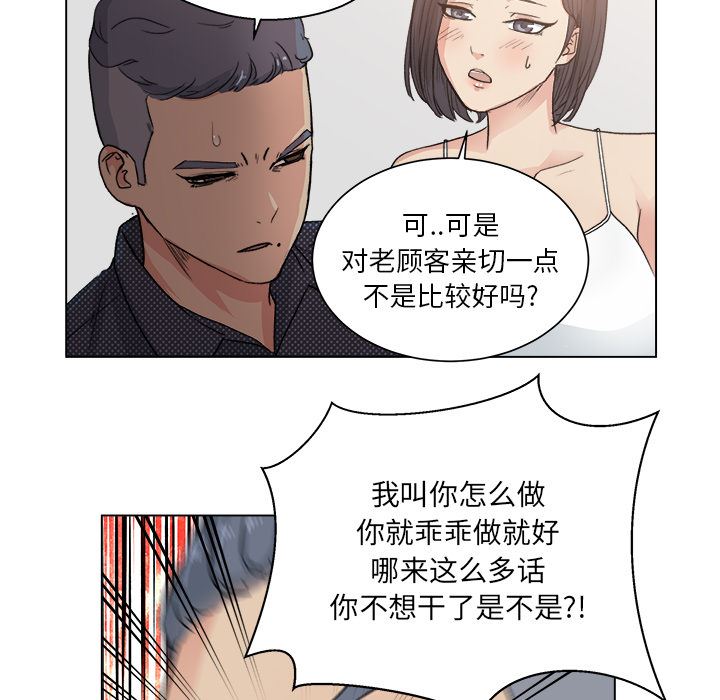 可..可是
对老顾客亲切一点
不是比较好吗?
我叫你怎么做
你就乖乖做就好
哪来这么多话
你不想干了是不是?!